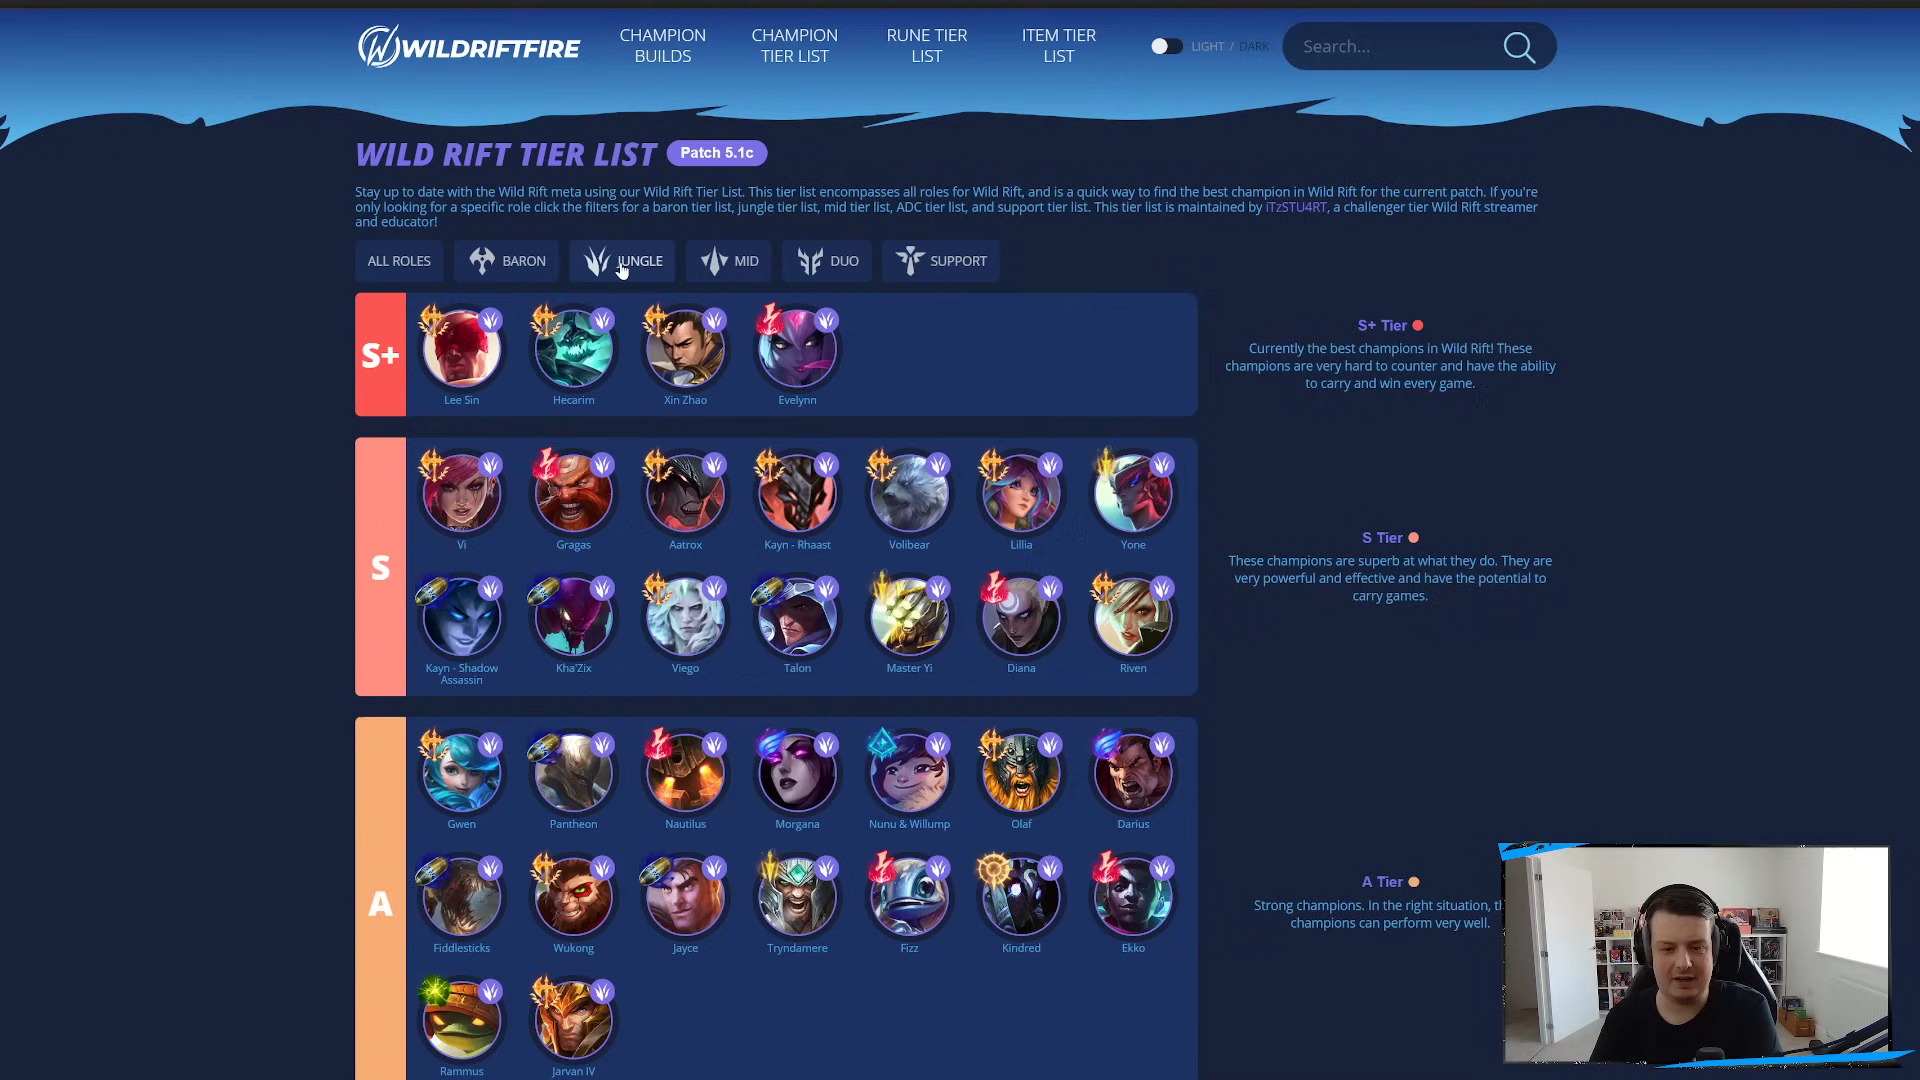 WILDRIFTFIRE
CHAMPION
BUILDS
CHAMPION
TIER LIST
RUNE TIER
LIST
ITEM TIER
LIST
LIGHT / DARK
Search...
WILD RIFT TIER LIST
Patch 5.1c
Stay up to date with the Wild Rift meta using our Wild Rift Tier List. This tier list encompasses all roles for Wild Rift, and is a quick way to find the best champion in Wild Rift for the current patch. If you're
only looking for a specific role click the filters for a baron tier list, jungle tier list, mid tier list, ADC tier list, and support tier list. This tier list is maintained by iTzSTU4RT, a challenger tier Wild Rift streamer
and educator!
ALL ROLES
BARON
JUNGLE
MID
DUO
SUPPORT
S+
Lee Sin
Hecarim
Xin Zhao
Evelynn
S+ Tier
Currently the best champions in Wild Rift! These
champions are very hard to counter and have the ability
to carry and win every game.
S
Vi
Gragas
Aatrox
Kayn - Rhaast
Volibear
Lillia
Yone
Kayn - Shadow
Assassin
Kha'Zix
Viego
Talon
Master Yi
Diana
Riven
S Tier
These champions are superb at what they do. They are
very powerful and effective and have the potential to
carry games.
A
Gwen
Pantheon
Nautilus
Morgana
Nunu & Willump
Olaf
Darius
Fiddlesticks
Wukong
Jayce
Tryndamere
Fizz
Kindred
Ekko
Rammus
Jarvan IV
A Tier
Strong champions. In the right situation,
champions can perform very well.